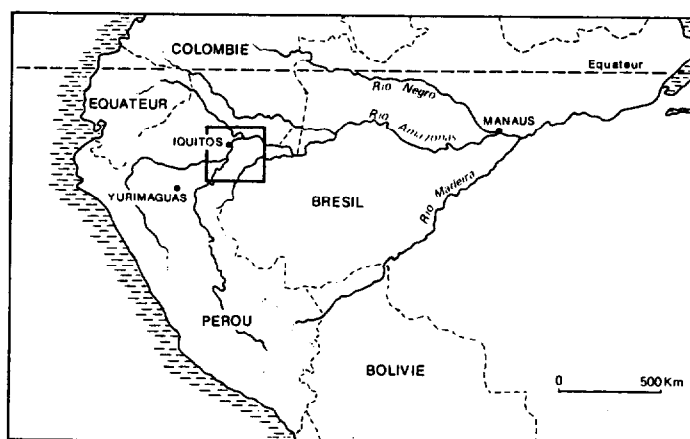 COLOMBIE
Equateur
Rio Negro
EQUATEUR
MANAUS
Rio Amazonas
IQUITOS
YURIMAGUAS
BRESIL
Rio Madeira
PEROU
BOLIVIE
0 500 Km